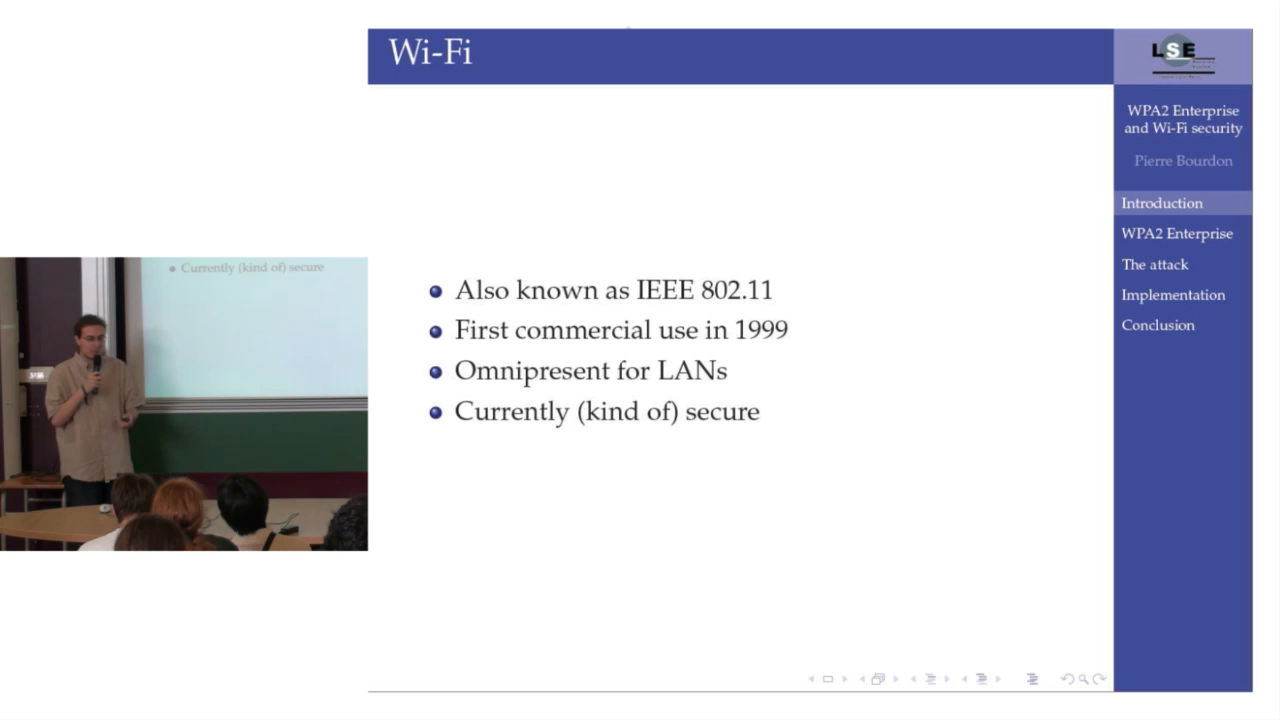 Wi-Fi
LSE
WPA2 Enterprise
and Wi-Fi security
Pierre Bourdon
Introduction
WPA2 Enterprise
The attack
Implementation
Conclusion
Also known as IEEE 802.11
First commercial use in 1999
Omnipresent for LANs
Currently (kind of) secure
Currently (kind of) secure